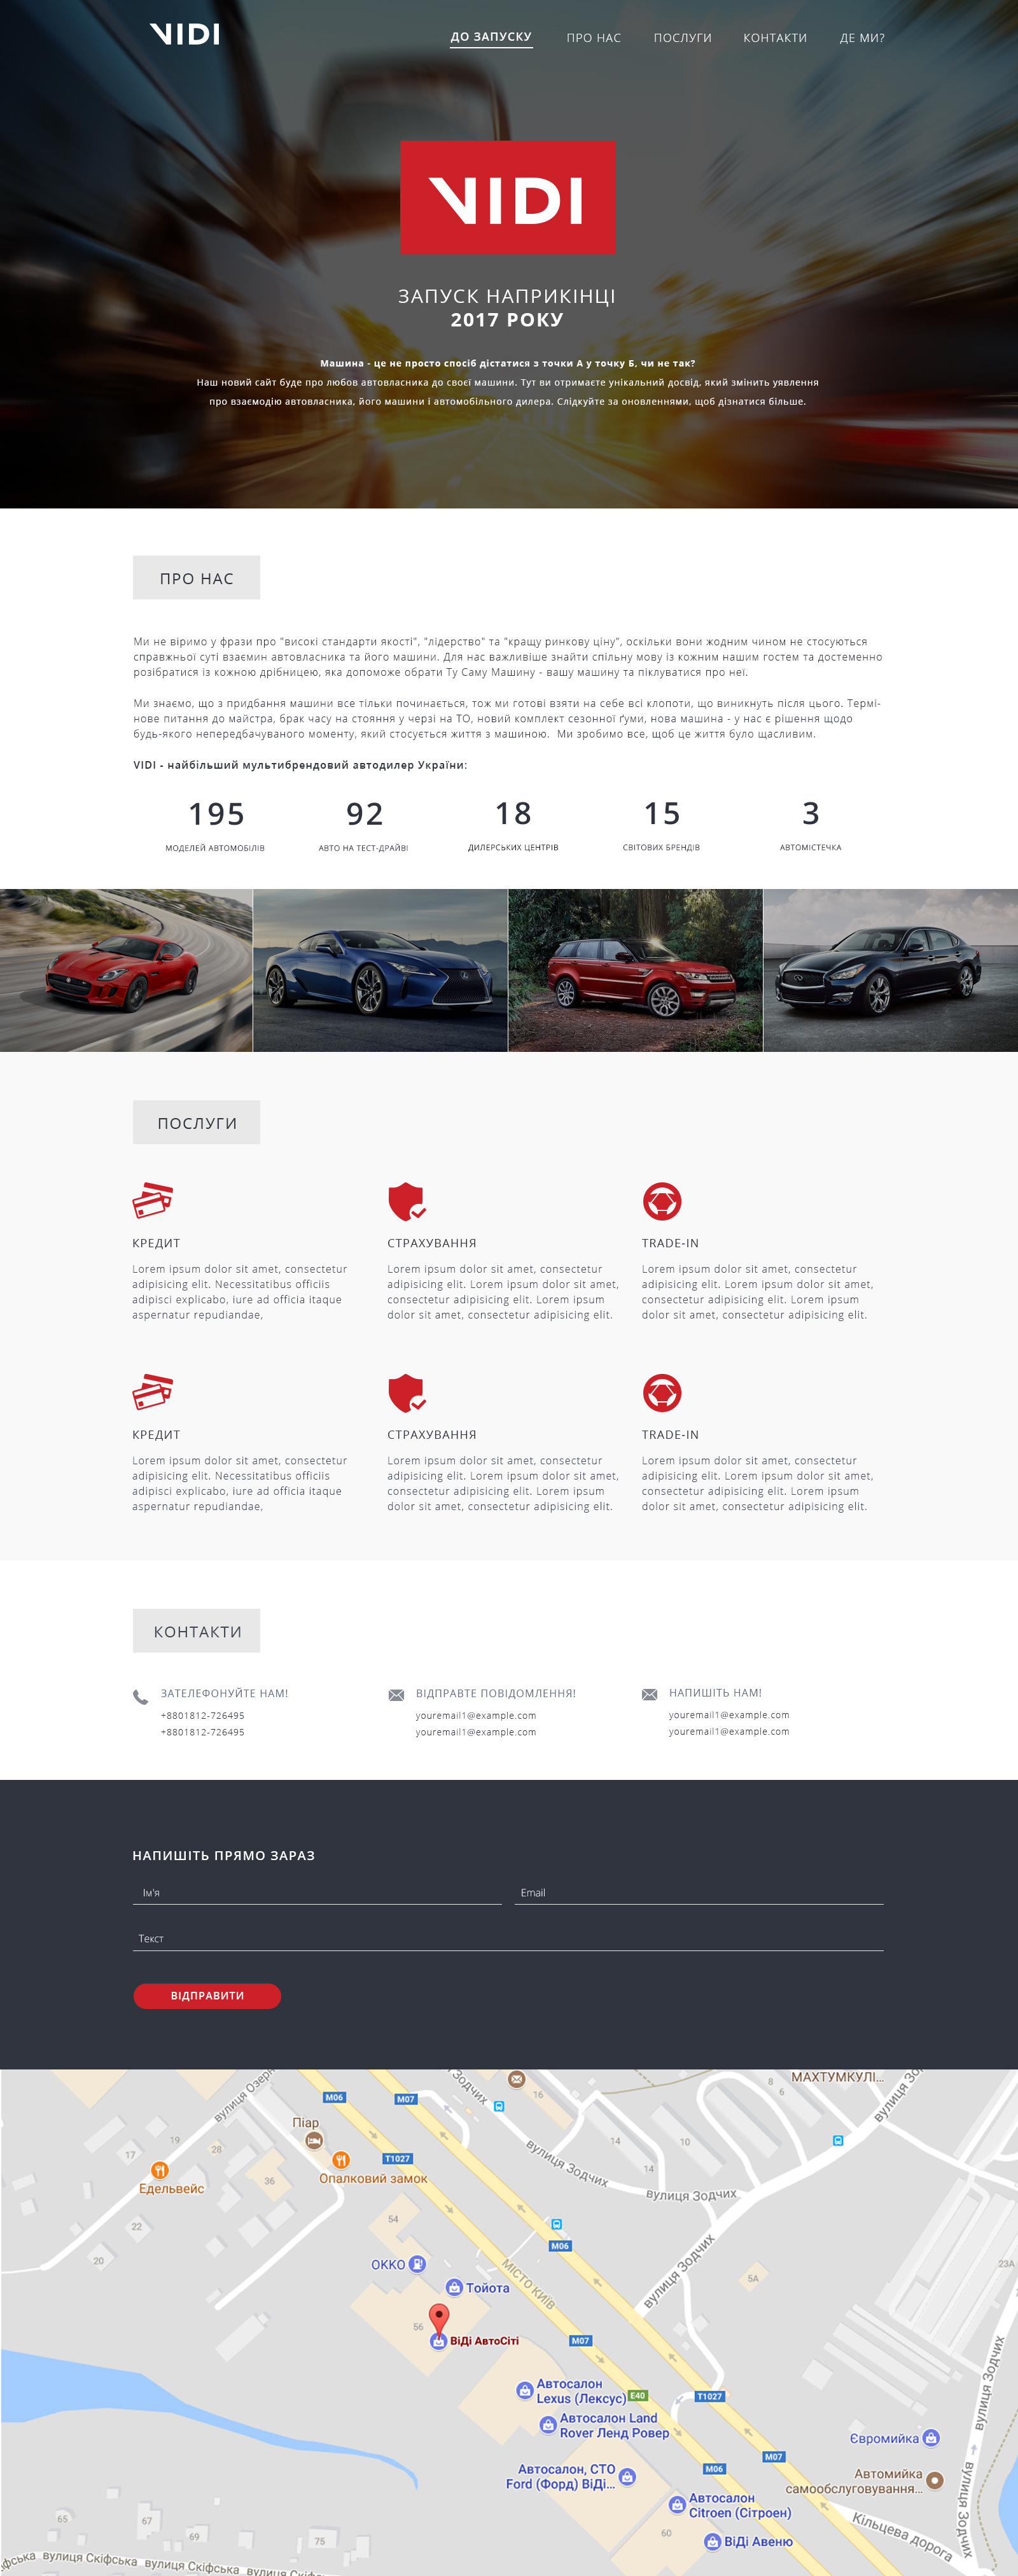 VIDI
ДО ЗАПУСКУ
ПРО НАС
ПОСЛУГИ
КОНТАКТИ
ДЕ МИ?
VIDI
ЗАПУСК НАПРИКІНЦІ
2017 РОКУ
Машина - це не просто спосіб дістатися з точки А у точку Б, чи не так?
Наш новий сайт буде про любов автовласника до своєї машини. Тут ви отримаєте унікальний досвід, який змінить уявлення
про взаємодію автовласника, його машини і автомобільного дилера. Слідкуйте за оновленнями, щоб дізнатися більше.
ПРО НАС
Ми не віримо у фрази про "високі стандарти якості", "лідерство" та "кращу ринкову ціну", оскільки вони жодним чином не стосуються
справжньої суті взаємин автовласника та його машини. Для нас важливіше знайти спільну мову із кожним нашим гостем та достеменно
розібратися із кожною дрібницею, яка допоможе обрати Ту Саму Машину - вашу машину та піклуватися про неї.
Ми знаємо, що з придбання машини все тільки починається, тож ми готові взяти на себе всі клопоти, що виникнуть після цього. Термі-
нове питання до майстра, брак часу на стояння у черзі на ТО, новий комплект сезонної ґуми, нова машина - у нас є рішення щодо
будь-якого непередбачуваного моменту, який стосується життя з машиною. Ми зробимо все, щоб це життя було щасливим.
VIDI - найбільший мультибрендовий автодилер України:
195
92
18
15
3
МОДЕЛЕЙ АВТОМОБІЛІВ
АВТО НА ТЕСТ-ДРАЙВІ
ДИЛЕРСЬКИХ ЦЕНТРІВ
СВІТОВИХ БРЕНДІВ
АВТОМІСТЕЧКА
ПОСЛУГИ
КРЕДИТ
Lorem ipsum dolor sit amet, consectetur
adipisicing elit. Necessitatibus officiis
adipisci explicabo, iure ad officia itaque
aspernatur repudiandae,
СТРАХУВАННЯ
Lorem ipsum dolor sit amet, consectetur
adipisicing elit. Lorem ipsum dolor sit amet,
consectetur adipisicing elit. Lorem ipsum
dolor sit amet, consectetur adipisicing elit.
TRADE-IN
Lorem ipsum dolor sit amet, consectetur
adipisicing elit. Lorem ipsum dolor sit amet,
consectetur adipisicing elit. Lorem ipsum
dolor sit amet, consectetur adipisicing elit.
КРЕДИТ
Lorem ipsum dolor sit amet, consectetur
adipisicing elit. Necessitatibus officiis
adipisci explicabo, iure ad officia itaque
aspernatur repudiandae,
СТРАХУВАННЯ
Lorem ipsum dolor sit amet, consectetur
adipisicing elit. Lorem ipsum dolor sit amet,
consectetur adipisicing elit. Lorem ipsum
dolor sit amet, consectetur adipisicing elit.
TRADE-IN
Lorem ipsum dolor sit amet, consectetur
adipisicing elit. Lorem ipsum dolor sit amet,
consectetur adipisicing elit. Lorem ipsum
dolor sit amet, consectetur adipisicing elit.
КОНТАКТИ
ЗАТЕЛЕФОНУЙТЕ НАМ!
+8801812-726495
+8801812-726495
ВІДПРАВТЕ ПОВІДОМЛЕННЯ!
youremail1@example.com
youremail1@example.com
НАПИШІТЬ НАМ!
youremail1@example.com
youremail1@example.com
НАПИШІТЬ ПРЯМО ЗАРАЗ
Ім'я
Email
Текст
ВІДПРАВИТИ
МАХТУМКУЛІ...
M06
M07
16
8
6
вулиця Зодчих
Піар
19
17
28
14
10
T1027
вулиця Зодчих
14
Опалковий замок
36
Едельвейс
вулиця Зодчих
54
22
20
M06
OKKO
МІСТО КИЇВ
вулиця Зодчих
5A
23A
Тойота
56
ВіДі АвтоСіті
M07
Автосалон
Lexus (Лексус)
E40
T1027
Автосалон Land
Rover Ленд Ровер
вулиця Зодчих
Євромийка
M07
M06
Автосалон, СТО
Ford (Форд) ВіДі...
Автомийка
самообслуговування...
Автосалон
Citroen (Сітроен)
65
67
69
75
60
ВіДі Авеню
Кільцева дорога
вулиця Зодчих
вулиця Скіфська
вулиця Скіфська